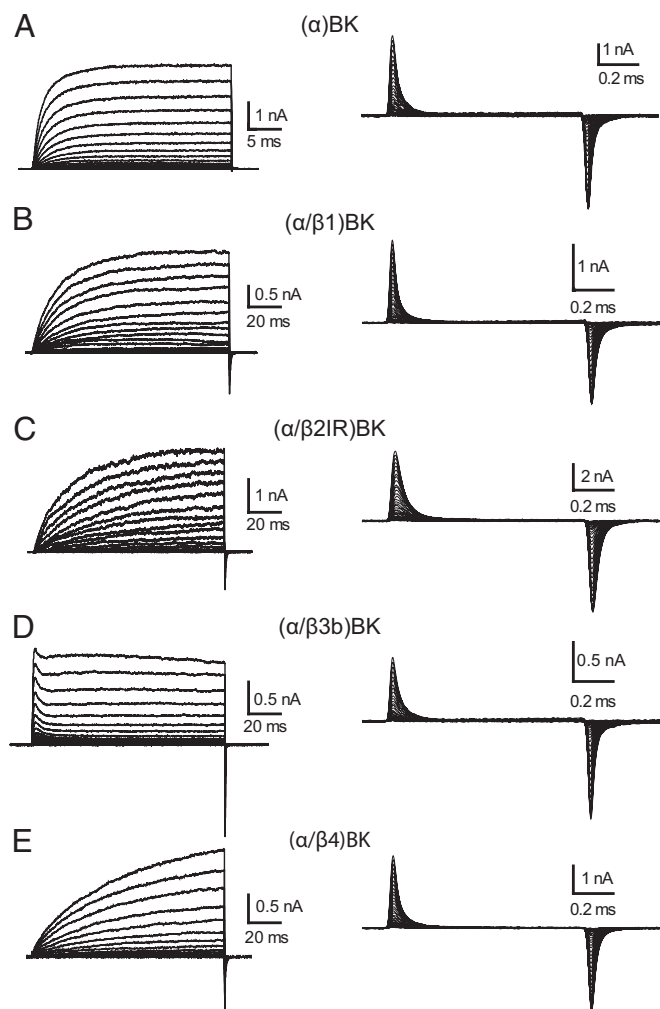 A
(α)BK
1 nA
5 ms
1 nA
0.2 ms
B
(α/β1)BK
0.5 nA
20 ms
1 nA
0.2 ms
C
(α/β2IR)BK
1 nA
20 ms
2 nA
0.2 ms
D
(α/β3b)BK
0.5 nA
20 ms
0.5 nA
0.2 ms
E
(α/β4)BK
0.5 nA
20 ms
1 nA
0.2 ms